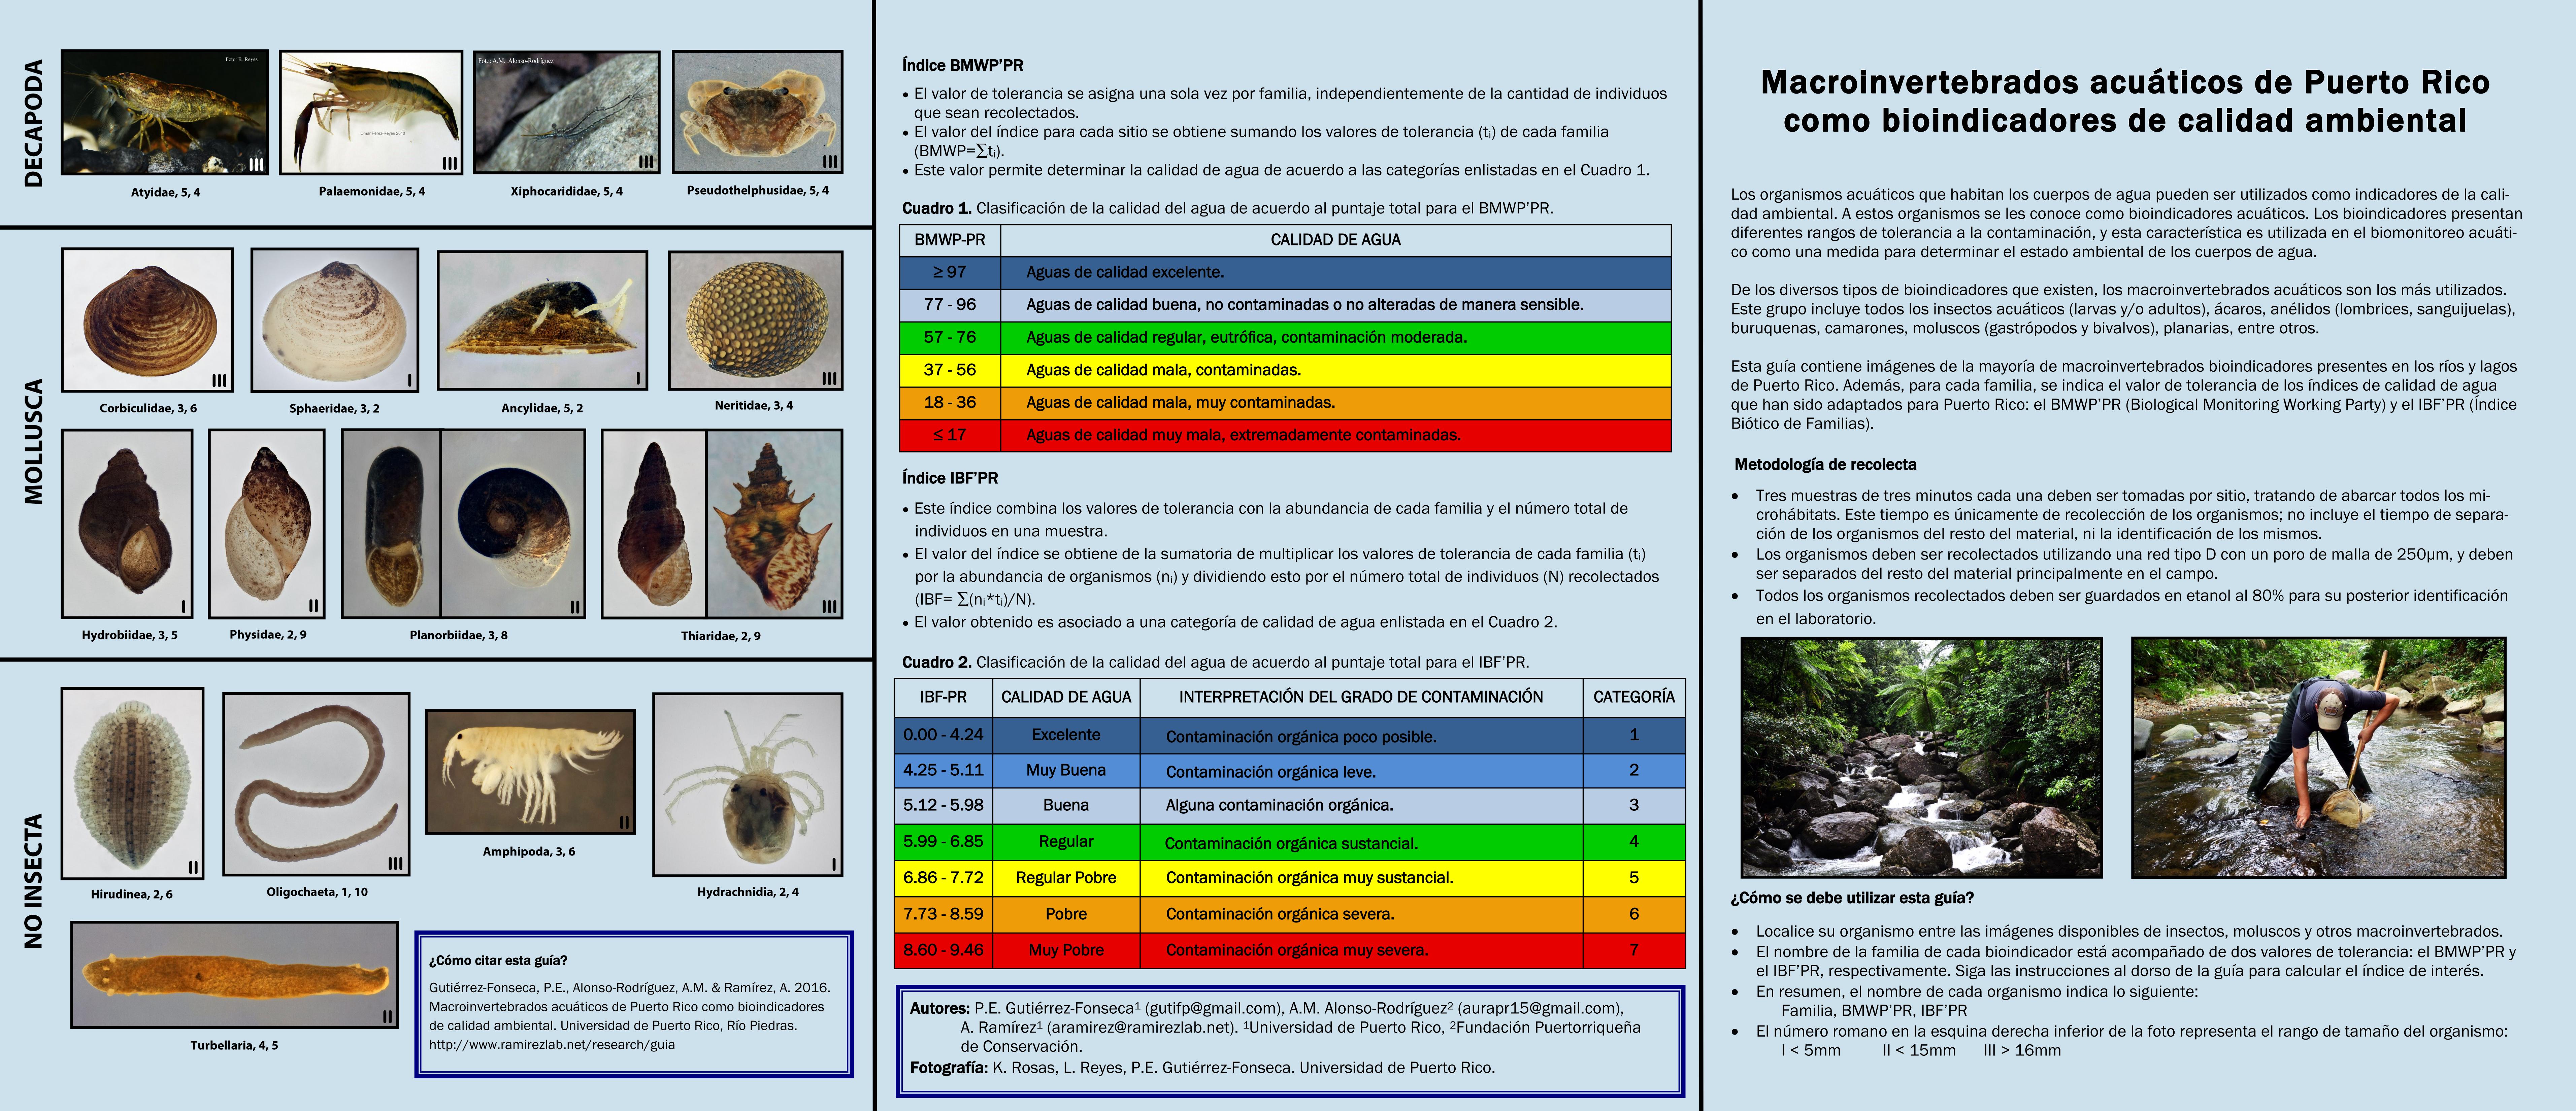 DECAPODA
Foto: R. Reyes
III
Atyidae, 5, 4
Omar Perez-Reyes 2010
III
Palaemonidae, 5, 4
Foto: A.M. Alonso-Rodríguez
III
Xiphocarididae, 5, 4
III
Pseudothelphusidae, 5, 4
MOLLUSCA
III
Corbiculidae, 3, 6
I
Sphaeridae, 3, 2
I
Ancylidae, 5, 2
III
Neritidae, 3, 4
I
Hydrobiidae, 3, 5
II
Physidae, 2, 9
II
Planorbiidae, 3, 8
III
Thiaridae, 2, 9
NO INSECTA
II
Hirudinea, 2, 6
III
Oligochaeta, 1, 10
II
Amphipoda, 3, 6
I
Hydrachnidia, 2, 4
II
Turbellaria, 4, 5
¿Cómo citar esta guía?
Gutiérrez-Fonseca, P.E., Alonso-Rodríguez, A.M. & Ramírez, A. 2016.
Macroinvertebrados acuáticos de Puerto Rico como bioindicadores
de calidad ambiental. Universidad de Puerto Rico, Río Piedras.
http://www.ramirezlab.net/research/guia
Índice BMWP’PR
• El valor de tolerancia se asigna una sola vez por familia, independientemente de la cantidad de individuos
que sean recolectados.
• El valor del índice para cada sitio se obtiene sumando los valores de tolerancia (tᵢ) de cada familia
(BMWP=∑tᵢ).
• Este valor permite determinar la calidad de agua de acuerdo a las categorías enlistadas en el Cuadro 1.
Cuadro 1. Clasificación de la calidad del agua de acuerdo al puntaje total para el BMWP’PR.
BMWP-PR CALIDAD DE AGUA
≥ 97 Aguas de calidad excelente.
77 - 96 Aguas de calidad buena, no contaminadas o no alteradas de manera sensible.
57 - 76 Aguas de calidad regular, eutrófica, contaminación moderada.
37 - 56 Aguas de calidad mala, contaminadas.
18 - 36 Aguas de calidad mala, muy contaminadas.
≤ 17 Aguas de calidad muy mala, extremadamente contaminadas.
Índice IBF’PR
• Este índice combina los valores de tolerancia con la abundancia de cada familia y el número total de
individuos en una muestra.
• El valor del índice se obtiene de la sumatoria de multiplicar los valores de tolerancia de cada familia (tᵢ)
por la abundancia de organismos (nᵢ) y dividiendo esto por el número total de individuos (N) recolectados
(IBF= ∑(nᵢ*tᵢ)/N).
• El valor obtenido es asociado a una categoría de calidad de agua enlistada en el Cuadro 2.
Cuadro 2. Clasificación de la calidad del agua de acuerdo al puntaje total para el IBF’PR.
IBF-PR CALIDAD DE AGUA INTERPRETACIÓN DEL GRADO DE CONTAMINACIÓN CATEGORÍA
0.00 - 4.24 Excelente Contaminación orgánica poco posible. 1
4.25 - 5.11 Muy Buena Contaminación orgánica leve. 2
5.12 - 5.98 Buena Alguna contaminación orgánica. 3
5.99 - 6.85 Regular Contaminación orgánica sustancial. 4
6.86 - 7.72 Regular Pobre Contaminación orgánica muy sustancial. 5
7.73 - 8.59 Pobre Contaminación orgánica severa. 6
8.60 - 9.46 Muy Pobre Contaminación orgánica muy severa. 7
Autores: P.E. Gutiérrez-Fonseca¹ (gutifp@gmail.com), A.M. Alonso-Rodríguez² (aurapr15@gmail.com),
A. Ramírez¹ (aramirez@ramirezlab.net). ¹Universidad de Puerto Rico, ²Fundación Puertorriqueña
de Conservación.
Fotografía: K. Rosas, L. Reyes, P.E. Gutiérrez-Fonseca. Universidad de Puerto Rico.
Macroinvertebrados acuáticos de Puerto Rico
como bioindicadores de calidad ambiental
Los organismos acuáticos que habitan los cuerpos de agua pueden ser utilizados como indicadores de la cali-
dad ambiental. A estos organismos se les conoce como bioindicadores acuáticos. Los bioindicadores presentan
diferentes rangos de tolerancia a la contaminación, y esta característica es utilizada en el biomonitoreo acuáti-
co como una medida para determinar el estado ambiental de los cuerpos de agua.
De los diversos tipos de bioindicadores que existen, los macroinvertebrados acuáticos son los más utilizados.
Este grupo incluye todos los insectos acuáticos (larvas y/o adultos), ácaros, anélidos (lombrices, sanguijuelas),
buruquenas, camarones, moluscos (gastrópodos y bivalvos), planarias, entre otros.
Esta guía contiene imágenes de la mayoría de macroinvertebrados bioindicadores presentes en los ríos y lagos
de Puerto Rico. Además, para cada familia, se indica el valor de tolerancia de los índices de calidad de agua
que han sido adaptados para Puerto Rico: el BMWP’PR (Biological Monitoring Working Party) y el IBF’PR (Índice
Biótico de Familias).
Metodología de recolecta
• Tres muestras de tres minutos cada una deben ser tomadas por sitio, tratando de abarcar todos los mi-
crohábitats. Este tiempo es únicamente de recolección de los organismos; no incluye el tiempo de separa-
ción de los organismos del resto del material, ni la identificación de los mismos.
• Los organismos deben ser recolectados utilizando una red tipo D con un poro de malla de 250µm, y deben
ser separados del resto del material principalmente en el campo.
• Todos los organismos recolectados deben ser guardados en etanol al 80% para su posterior identificación
en el laboratorio.
¿Cómo se debe utilizar esta guía?
• Localice su organismo entre las imágenes disponibles de insectos, moluscos y otros macroinvertebrados.
• El nombre de la familia de cada bioindicador está acompañado de dos valores de tolerancia: el BMWP’PR y
el IBF’PR, respectivamente. Siga las instrucciones al dorso de la guía para calcular el índice de interés.
• En resumen, el nombre de cada organismo indica lo siguiente:
Familia, BMWP’PR, IBF’PR
• El número romano en la esquina derecha inferior de la foto representa el rango de tamaño del organismo:
I < 5mm II < 15mm III > 16mm